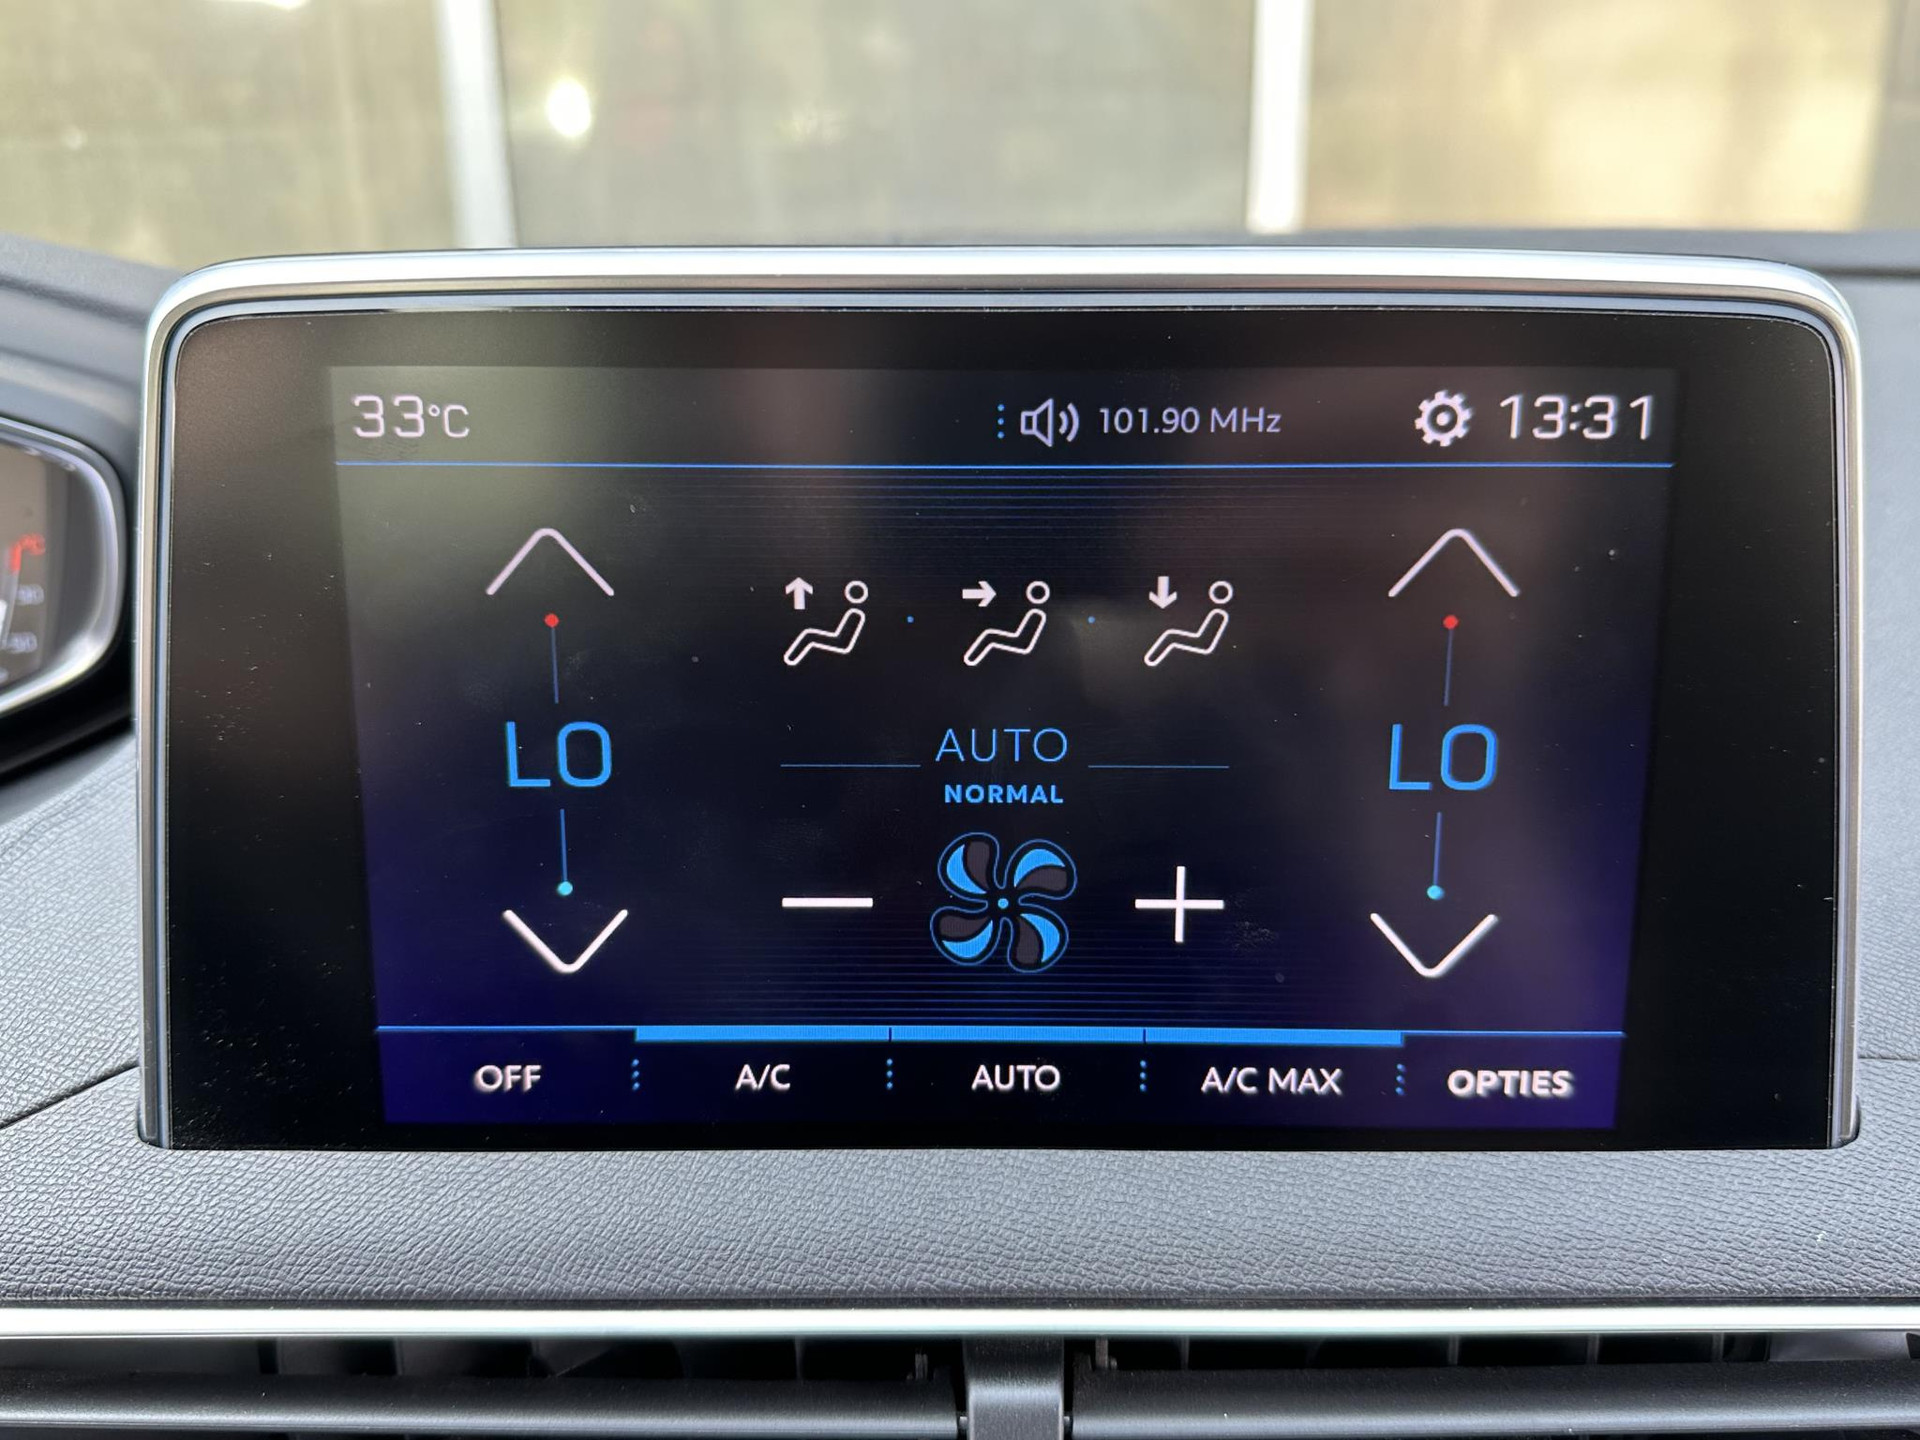 33°C
101.90 MHz
13:31
LO
AUTO
NORMAL
LO
OFF
A/C
AUTO
A/C MAX
OPTIES